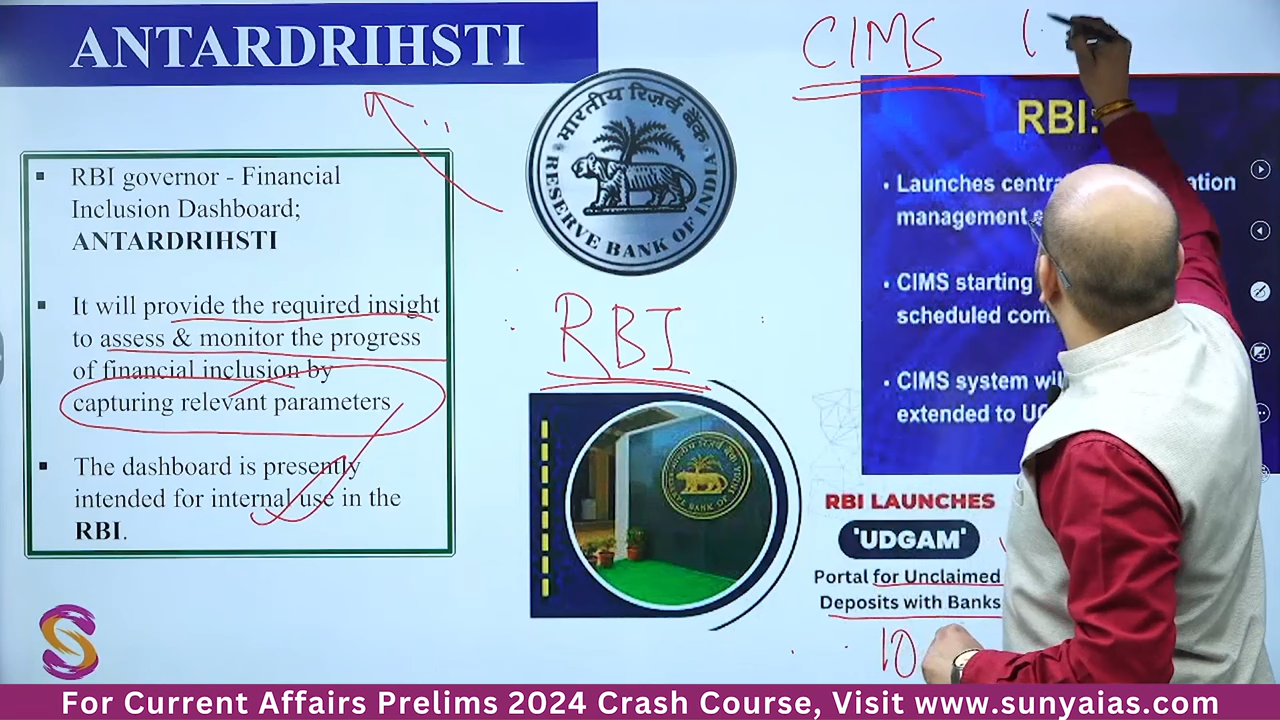 ANTARDRIHSTI
RBI governor - Financial
Inclusion Dashboard;
ANTARDRIHSTI
It will provide the required insight
to assess & monitor the progress
of financial inclusion by
capturing relevant parameters
The dashboard is presently
intended for internal use in the
RBI.
भारतीय रिज़र्व बैंक
RESERVE BANK OF INDIA
RBI
CIMS
RBI.
Launches
management
CIMS starting
scheduled
CIMS system
extended to
RBI LAUNCHES
'UDGAM'
Portal for Unclaimed
Deposits with Banks
10
For Current Affairs Prelims 2024 Crash Course, Visit www.sunyaias.com